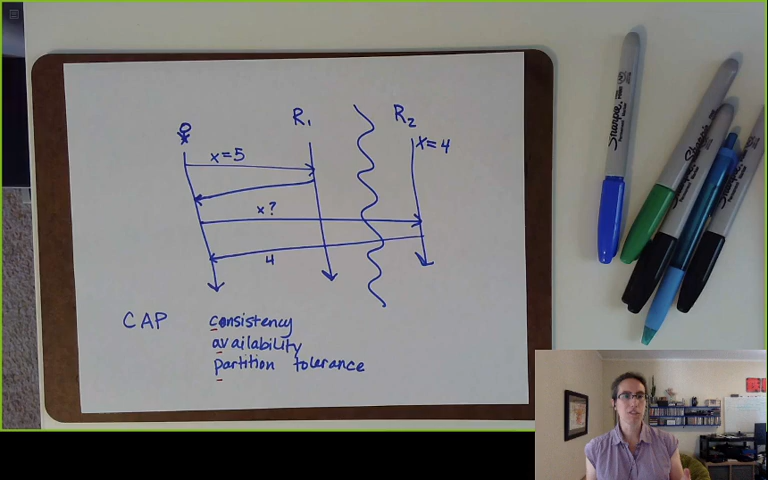 R1
R2
x=4
x=5
x?
4
CAP
consistency
availability
partition tolerance
Sharpie
Sharpie